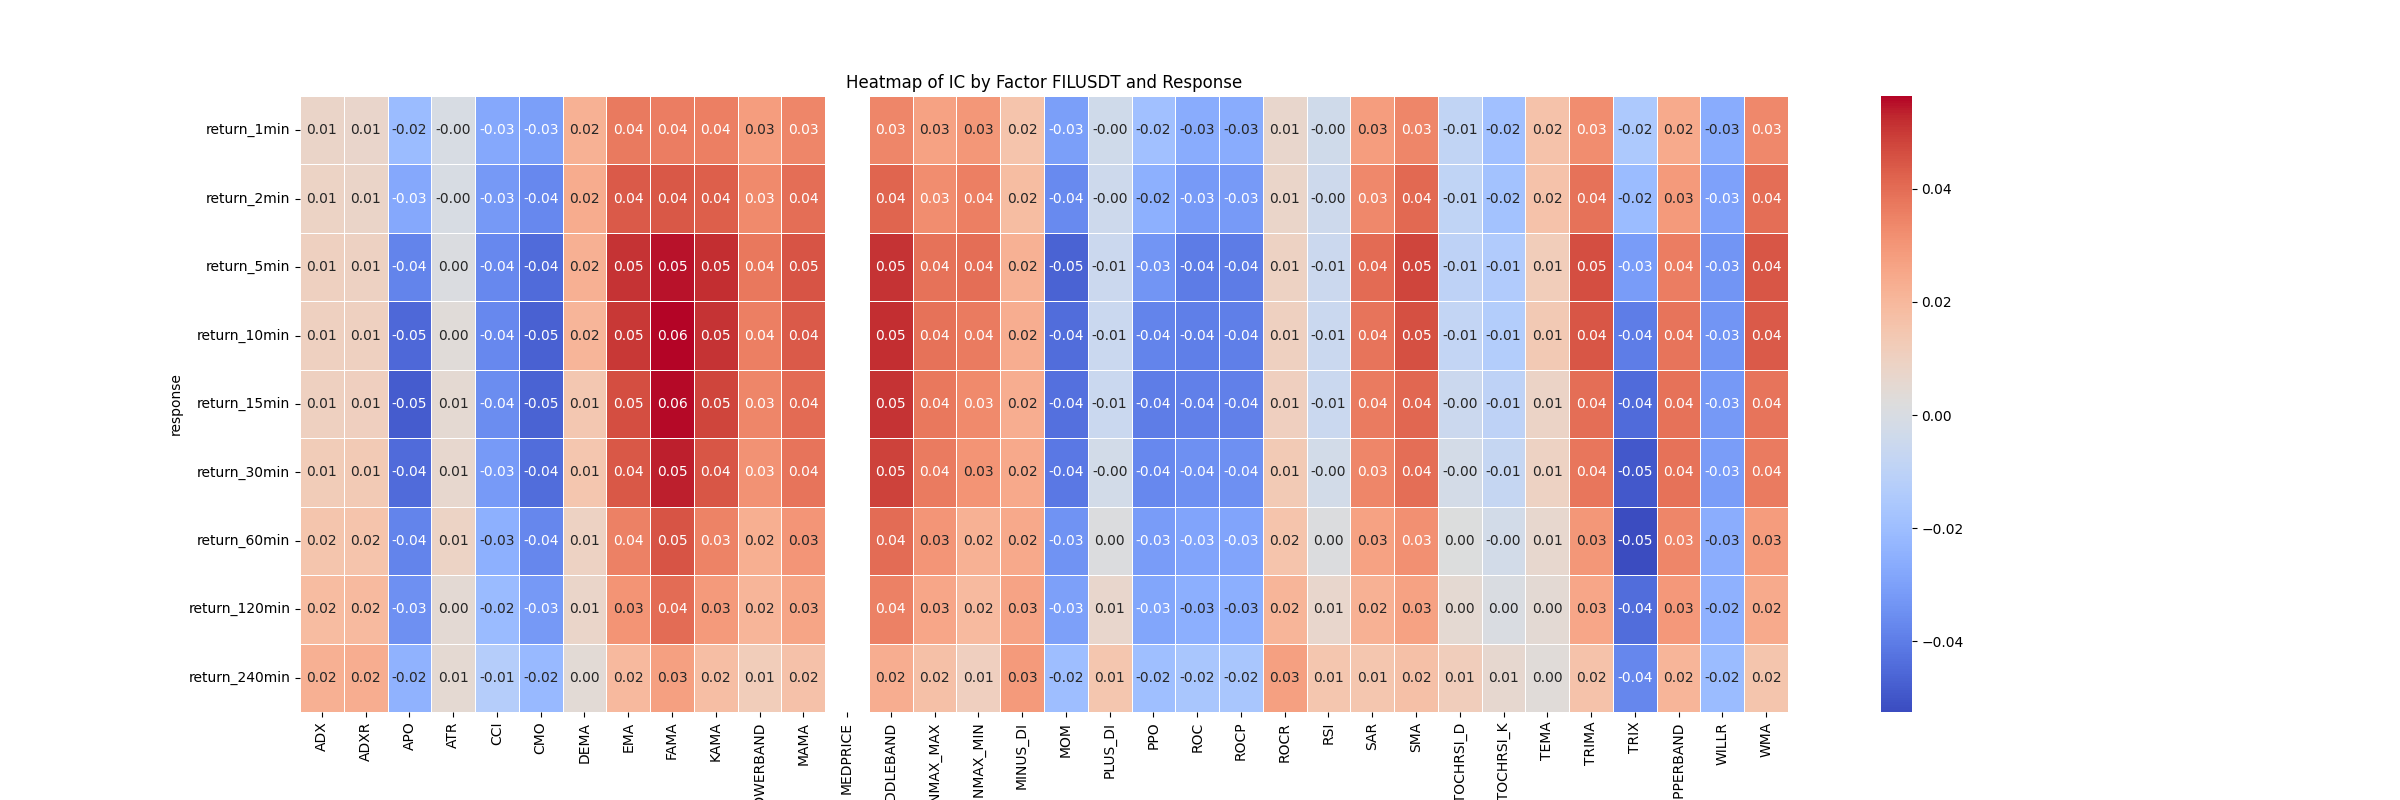 Heatmap of IC by Factor FILUSDT and Response
response
return_1min 0.01 0.01 -0.02 -0.00 -0.03 -0.03 0.02 0.04 0.04 0.04 0.03 0.03 0.03 0.03 0.03 0.02 -0.03 -0.00 -0.02 -0.03 -0.03 0.01 -0.00 0.03 0.03 -0.01 -0.02 0.02 0.03 -0.02 0.02 -0.03 0.03
return_2min 0.01 0.01 -0.03 -0.00 -0.03 -0.04 0.02 0.04 0.04 0.04 0.03 0.04 0.04 0.03 0.04 0.02 -0.04 -0.00 -0.02 -0.03 -0.03 0.01 -0.00 0.03 0.04 -0.01 -0.02 0.02 0.04 -0.02 0.03 -0.03 0.04
return_5min 0.01 0.01 -0.04 0.00 -0.04 -0.04 0.02 0.05 0.05 0.05 0.04 0.05 0.05 0.04 0.04 0.02 -0.05 -0.01 -0.03 -0.04 -0.04 0.01 -0.01 0.04 0.05 -0.01 -0.01 0.01 0.05 -0.03 0.04 -0.03 0.04
return_10min 0.01 0.01 -0.05 0.00 -0.04 -0.05 0.02 0.05 0.06 0.05 0.04 0.04 0.05 0.04 0.04 0.02 -0.04 -0.01 -0.04 -0.04 -0.04 0.01 -0.01 0.04 0.05 -0.01 -0.01 0.01 0.04 -0.04 0.04 -0.03 0.04
return_15min 0.01 0.01 -0.05 0.01 -0.04 -0.05 0.01 0.05 0.06 0.05 0.03 0.04 0.05 0.04 0.03 0.02 -0.04 -0.01 -0.04 -0.04 -0.04 0.01 -0.01 0.04 0.04 -0.00 -0.01 0.01 0.04 -0.04 0.04 -0.03 0.04
return_30min 0.01 0.01 -0.04 0.01 -0.03 -0.04 0.01 0.04 0.05 0.04 0.03 0.04 0.05 0.04 0.03 0.02 -0.04 -0.00 -0.04 -0.04 -0.04 0.01 -0.00 0.03 0.04 -0.00 -0.01 0.01 0.04 -0.05 0.04 -0.03 0.04
return_60min 0.02 0.02 -0.04 0.01 -0.03 -0.04 0.01 0.04 0.05 0.03 0.02 0.03 0.04 0.03 0.02 0.02 -0.03 0.00 -0.03 -0.03 -0.03 0.02 0.00 0.03 0.03 0.00 -0.00 0.01 0.03 -0.05 0.03 -0.03 0.03
return_120min 0.02 0.02 -0.03 0.00 -0.02 -0.03 0.01 0.03 0.04 0.03 0.02 0.03 0.04 0.03 0.02 0.03 -0.03 0.01 -0.03 -0.03 -0.03 0.02 0.01 0.02 0.03 0.00 0.00 0.00 0.03 -0.04 0.03 -0.02 0.02
return_240min 0.02 0.02 -0.02 0.01 -0.01 -0.02 0.00 0.02 0.03 0.02 0.01 0.02 0.02 0.02 0.01 0.03 -0.02 0.01 -0.02 -0.02 -0.02 0.03 0.01 0.01 0.02 0.01 0.01 0.00 0.02 -0.04 0.02 -0.02 0.02
ADX ADXR APO ATR CCI CMO DEMA EMA FAMA KAMA OWERBAND MAMA MEDPRICE DDLEBAND NMAX_MAX NMAX_MIN MINUS_DI MOM PLUS_DI PPO ROC ROCP ROCR RSI SAR SMA TOCHRSI_D TOCHRSI_K TEMA TRIMA TRIX PPERBAND WILLR WMA
0.04
0.02
0.00
−0.02
−0.04